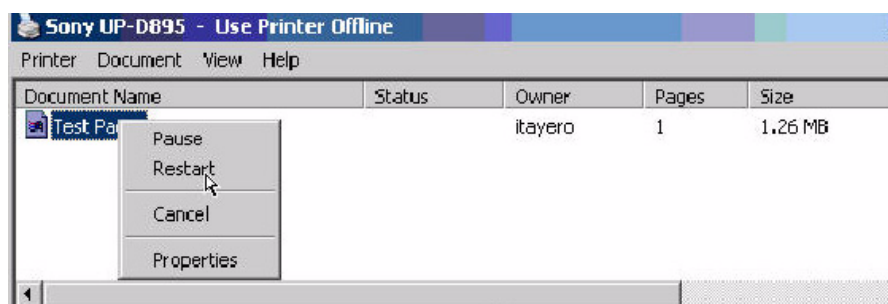 Sony UP-D895 - Use Printer Offline
Printer Document View Help
Document Name Status Owner Pages Size
Test Pa itayero 1 1.26 MB
Pause
Restart
Cancel
Properties